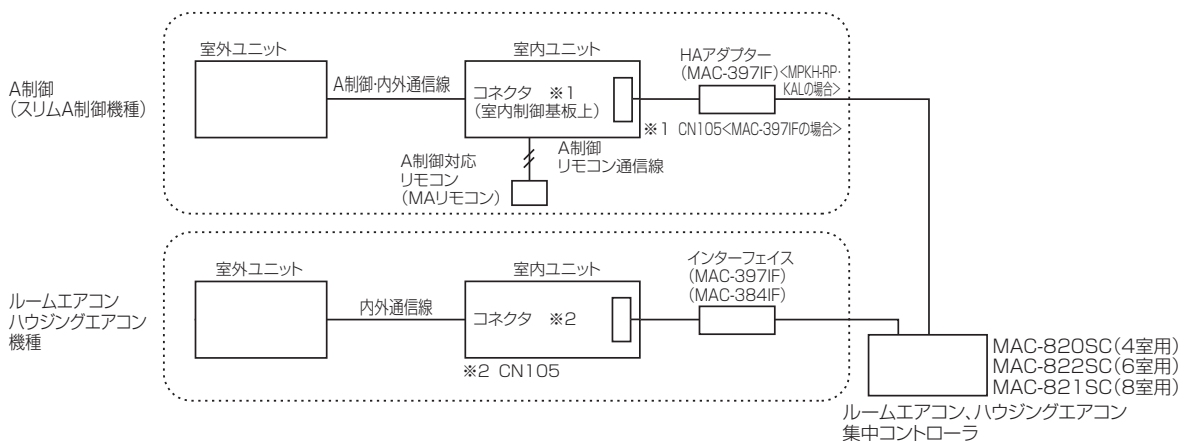 A制御
(スリムA制御機種)
室外ユニット
A制御・内外通信線
室内ユニット
コネクタ ※1
(室内制御基板上)
HAアダプター
(MAC-397IF)<MPKH-RP・
KALの場合>
※1 CN105<MAC-397IFの場合>
A制御
リモコン通信線
A制御対応
リモコン
(MAリモコン)
ルームエアコン
ハウジングエアコン
機種
室外ユニット
内外通信線
室内ユニット
コネクタ ※2
※2 CN105
インターフェイス
(MAC-397IF)
(MAC-384IF)
MAC-820SC(4室用)
MAC-822SC(6室用)
MAC-821SC(8室用)
ルームエアコン、ハウジングエアコン
集中コントローラ